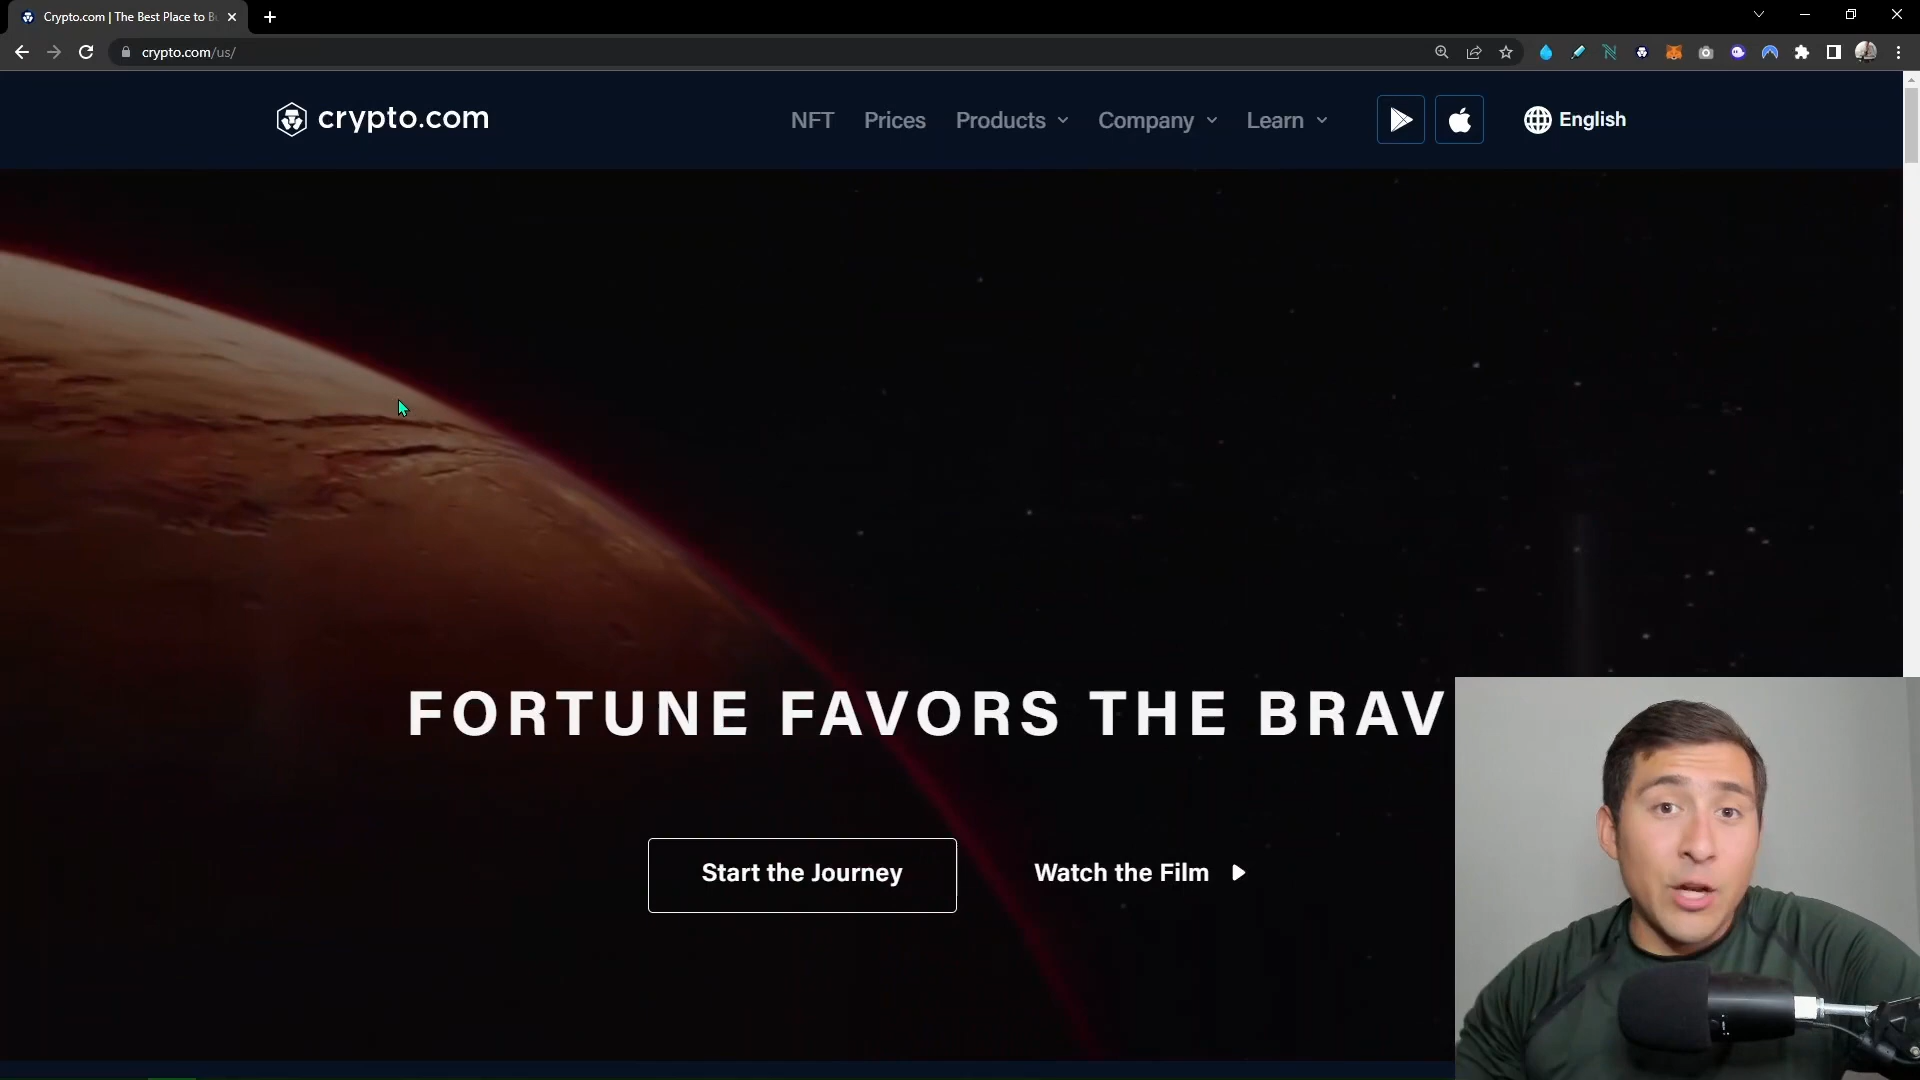 Crypto.com | The Best Place to B
crypto.com/us/
crypto.com
NFT
Prices
Products
Company
Learn
English
FORTUNE FAVORS THE BRAV
Start the Journey
Watch the Film